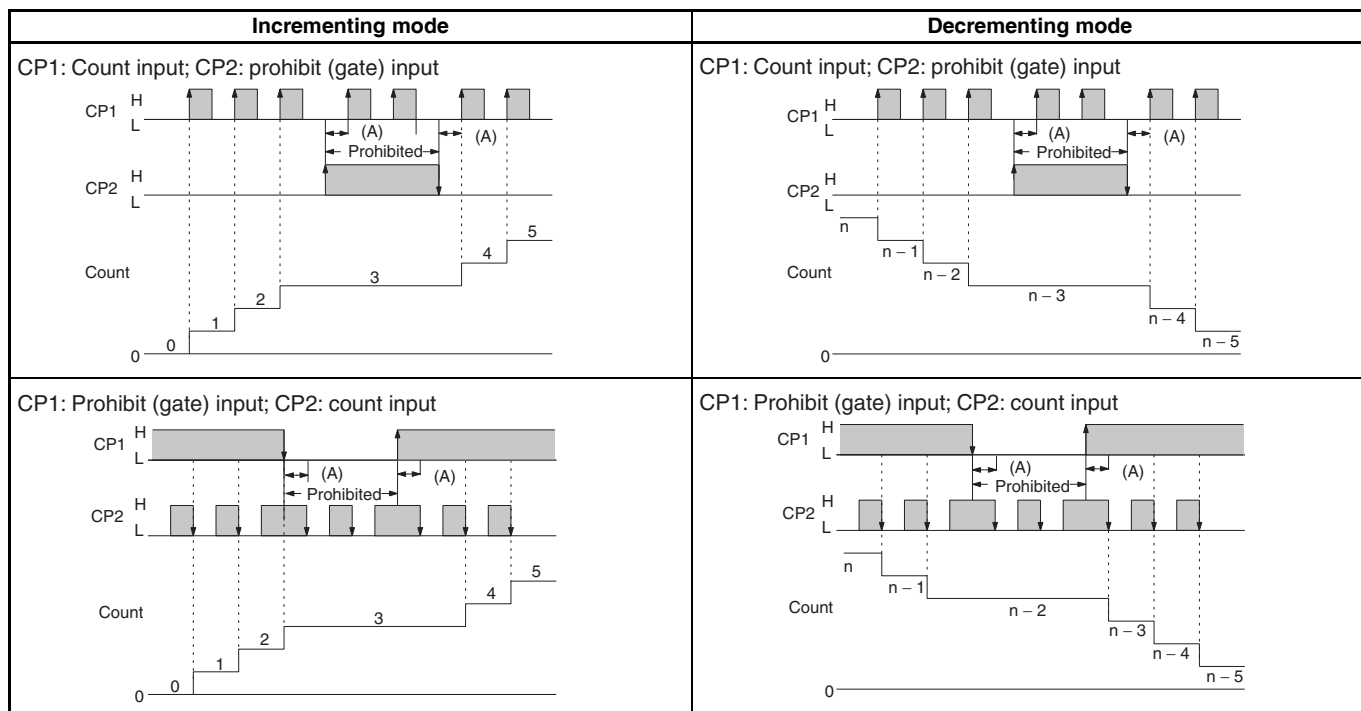 Incrementing mode
Decrementing mode
CP1: Count input; CP2: prohibit (gate) input
CP1 H
L
(A)
(A)
Prohibited
CP2 H
L
Count
0
0
1
2
3
4
5
CP1: Count input; CP2: prohibit (gate) input
CP1 H
L
(A)
(A)
Prohibited
CP2 H
L
Count
n
n – 1
n – 2
n – 3
n – 4
n – 5
0
CP1: Prohibit (gate) input; CP2: count input
CP1 H
L
(A)
(A)
Prohibited
CP2 H
L
Count
0
0
1
2
3
4
5
CP1: Prohibit (gate) input; CP2: count input
CP1 H
L
(A)
(A)
Prohibited
CP2 H
L
Count
n
n – 1
n – 2
n – 3
n – 4
n – 5
0